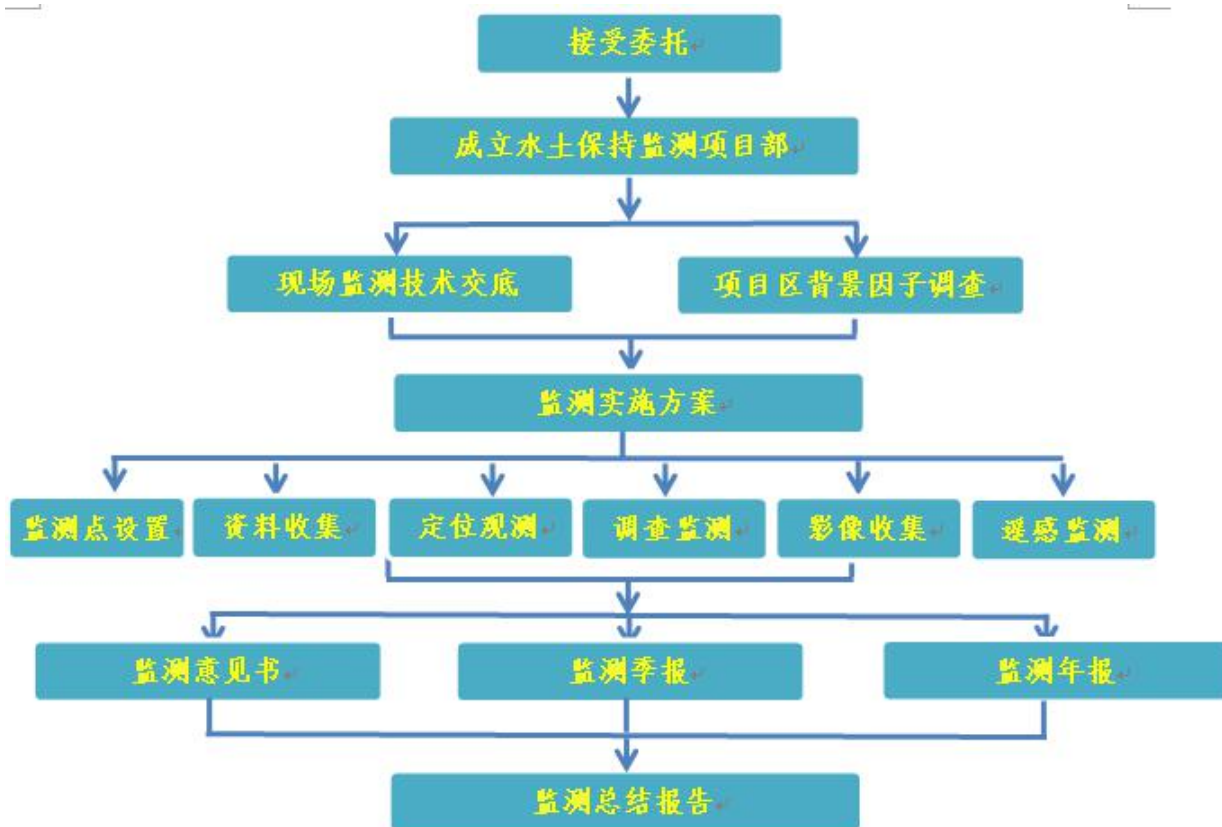 接受委托
成立水土保持监测项目部
现场监测技术交底
项目区背景因子调查
监测实施方案
监测点设置
资料收集
定位观测
调查监测
影像收集
遥感监测
监测意见书
监测季报
监测年报
监测总结报告